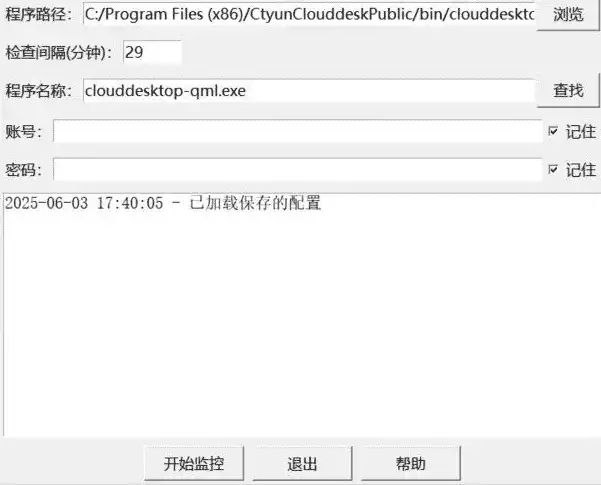 程序路径： C:/Program Files (x86)/CtyunClouddeskPublic/bin/clouddeskto 浏览
检查间隔(分钟)： 29
程序名称： clouddesktop-qml.exe 查找
账号： 记住
密码： 记住
2025-06-03 17:40:05 - 已加载保存的配置
开始监控 退出 帮助